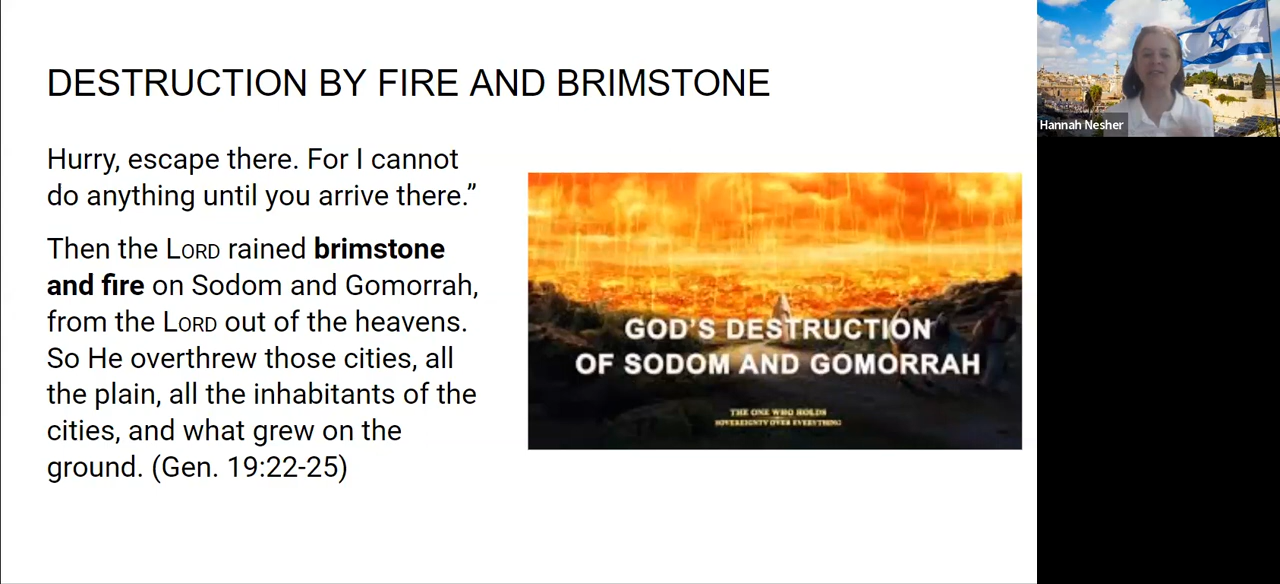 DESTRUCTION BY FIRE AND BRIMSTONE
Hurry, escape there. For I cannot
do anything until you arrive there.”
Then the LORD rained brimstone
and fire on Sodom and Gomorrah,
from the LORD out of the heavens.
So He overthrew those cities, all
the plain, all the inhabitants of the
cities, and what grew on the
ground. (Gen. 19:22-25)
GOD’S DESTRUCTION
OF SODOM AND GOMORRAH
THE ONE WHO HOLDS
SOVEREIGNTY OVER EVERYTHING
Hannah Nesher